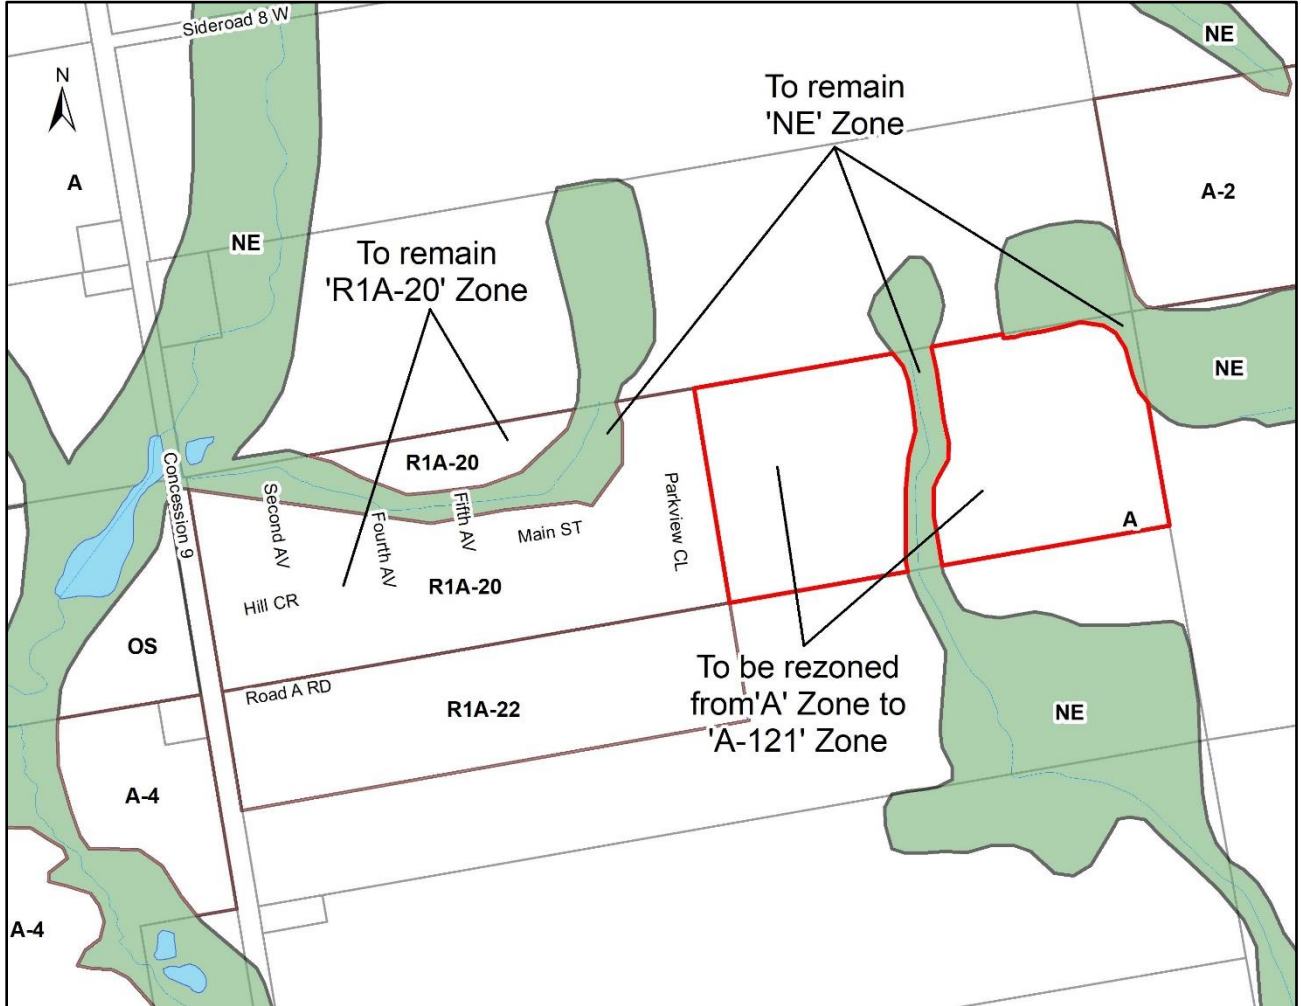 Sideroad 8 W
NE
N
To remain
'NE' Zone
A
A-2
NE
To remain
'R1A-20' Zone
NE
R1A-20
Concession 9
Second AV
Fourth AV
Fifth AV
Main ST
Parkview CL
A
R1A-20
Hill CR
OS
To be rezoned
from'A' Zone to
'A-121' Zone
Road A RD
R1A-22
NE
A-4
A-4